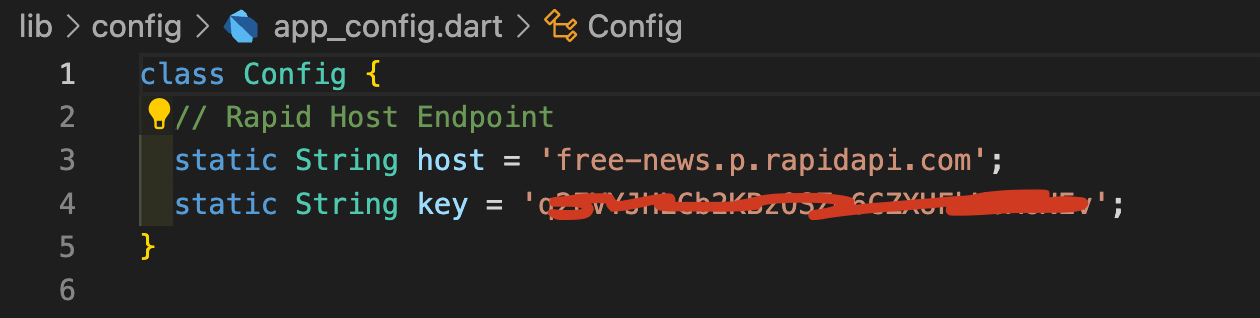 lib > config > app_config.dart > Config
1 class Config {
2 // Rapid Host Endpoint
3 static String host = 'free-news.p.rapidapi.com';
4 static String key = '';
5 }
6